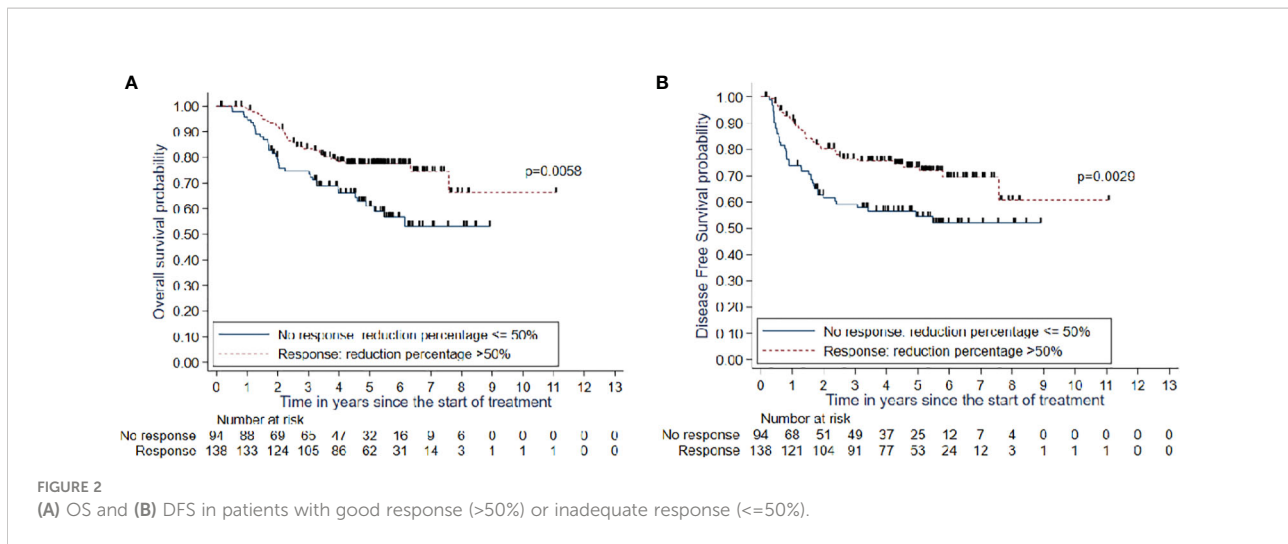 A
Overall survival probability
1.00
0.90
0.80
0.70
0.60
0.50
0.40
0.30
0.20
0.10
0.00
p=0.0058
No response: reduction percentage <= 50%
Response: reduction percentage >50%
0 1 2 3 4 5 6 7 8 9 10 11 12 13
Time in years since the start of treatment
Number at risk
No response 94 88 69 65 47 32 16 9 6 0 0 0 0 0
Response 138 133 124 105 86 62 31 14 3 1 1 1 0 0
B
Disease Free Survival probability
1.00
0.90
0.80
0.70
0.60
0.50
0.40
0.30
0.20
0.10
0.00
p=0.0029
No response: reduction percentage <= 50%
Response: reduction percentage >50%
0 1 2 3 4 5 6 7 8 9 10 11 12 13
Time in years since the start of treatment
Number at risk
No response 94 68 51 49 37 25 12 7 4 0 0 0 0 0
Response 138 121 104 91 77 53 24 12 3 1 1 1 0 0
FIGURE 2
(A) OS and (B) DFS in patients with good response (>50%) or inadequate response (<=50%).